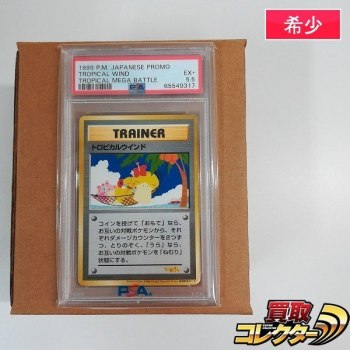 希少
1999 P.M. JAPANESE PROMO
TROPICAL WIND
EX+
TROPICAL MEGA BATTLE
5.5
PSA
65549317
TRAINER
トロピカルウインド
コインを投げて「おもて」なら、
お互いの対戦ポケモンから、それ
ぞれダメージカウンターを2つず
つ、とりのぞく。「うら」なら、
お互いの対戦ポケモンを「ねむり」
状態にする。
PSA
買取
コレクター